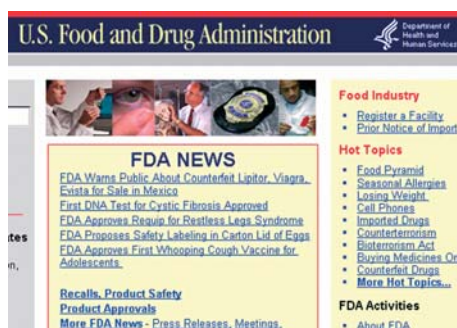 U.S. Food and Drug Administration
Department of
Health and
Human Services
FDA NEWS
FDA Warns Public About Counterfeit Lipitor, Viagra,
Evista for Sale in Mexico
First DNA Test for Cystic Fibrosis Approved
FDA Approves Requip for Restless Legs Syndrome
FDA Proposes Safety Labeling in Carton Lid of Eggs
FDA Approves First Whooping Cough Vaccine for
Adolescents
Recalls, Product Safety
Product Approvals
More FDA News - Press Releases, Meetings,
Food Industry
Register a Facility
Prior Notice of Import
Hot Topics
Food Pyramid
Seasonal Allergies
Losing Weight
Cell Phones
Imported Drugs
Counterterrorism
Bioterrorism Act
Buying Medicines On
Counterfeit Drugs
More Hot Topics...
FDA Activities
About FDA